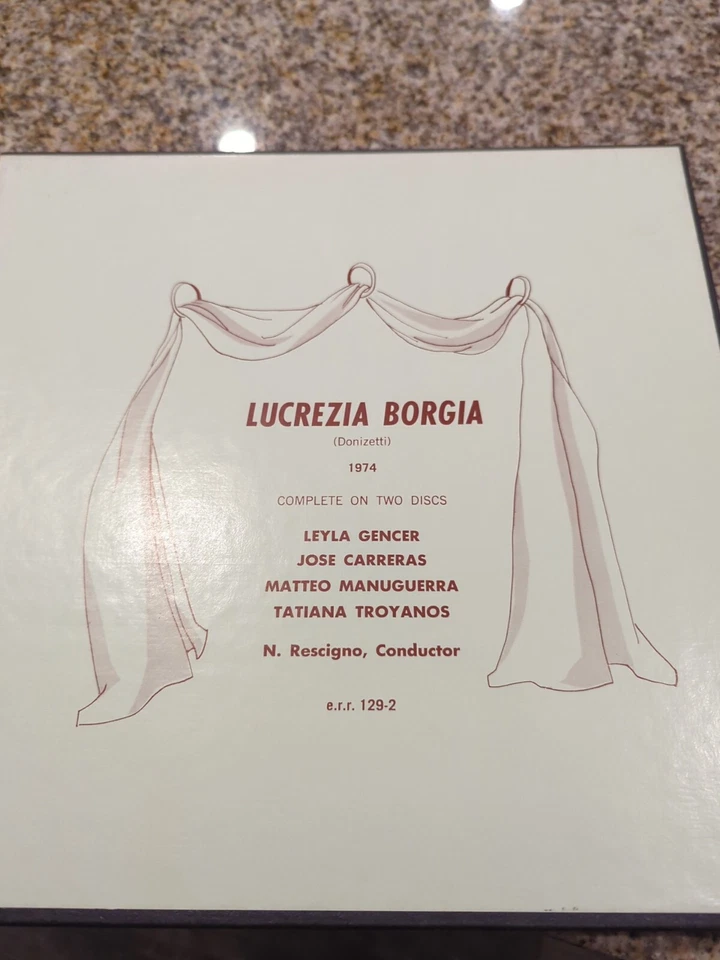 LUCREZIA BORGIA
(Donizetti)
1974
COMPLETE ON TWO DISCS
LEYLA GENCER
JOSE CARRERAS
MATTEO MANUGUERRA
TATIANA TROYANOS
N. Rescigno, Conductor
e.r.r. 129-2